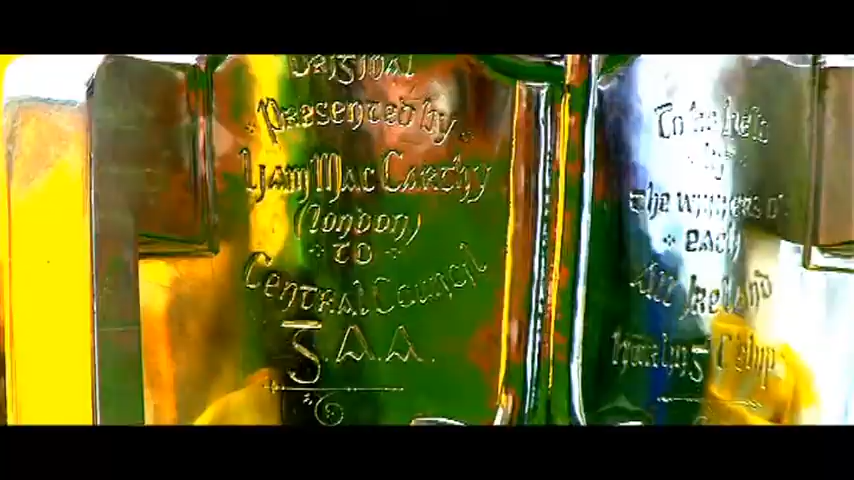 Original
Presented by
Liam MacCarthy
(London)
to
Central Council
G.A.A.
To be held
by
the winners of
each
All Ireland
Hurling Ch'ship